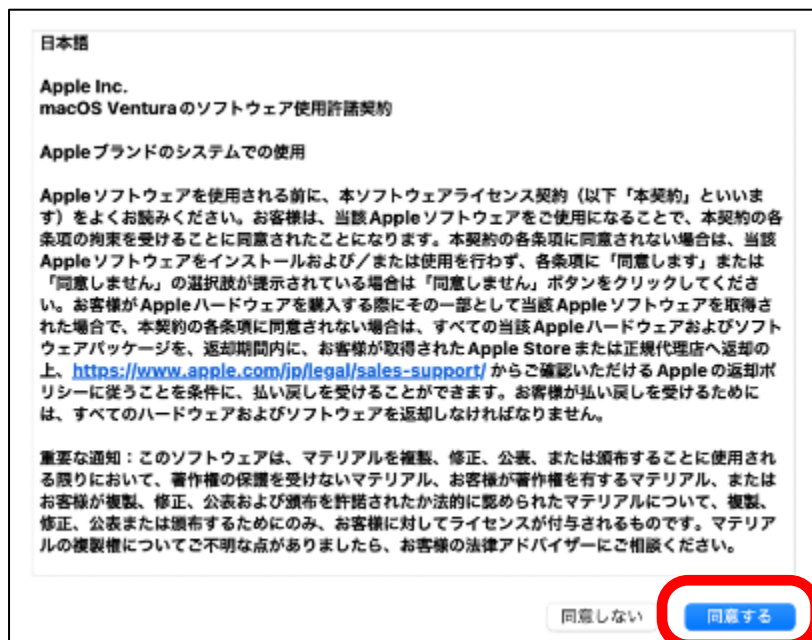 日本語
Apple Inc.
macOS Venturaのソフトウェア使用許諾契約
Appleブランドのシステムでの使用
Appleソフトウェアを使用される前に、本ソフトウェアライセンス契約（以下「本契約」といいま
す）をよくお読みください。お客様は、当該Appleソフトウェアをご使用になることで、本契約の各
条項の拘束を受けることに同意されたことになります。本契約の各条項に同意されない場合は、当該
Appleソフトウェアをインストールおよび／または使用を行わず、各条項に「同意します」または
「同意しません」の選択肢が提示されている場合は「同意しません」ボタンをクリックしてくださ
い。お客様がAppleハードウェアを購入する際にその一部として当該Appleソフトウェアを取得さ
れた場合で、本契約の各条項に同意されない場合は、すべての当該Appleハードウェアおよびソフト
ウェアパッケージを、返却期間内に、お客様が取得されたApple Storeまたは正規代理店へ返却の
上、https://www.apple.com/jp/legal/sales-support/ からご確認いただけるAppleの返却ポ
リシーに従うことを条件に、払い戻しを受けることができます。お客様が払い戻しを受けるために
は、すべてのハードウェアおよびソフトウェアを返却しなければなりません。
重要な通知：このソフトウェアは、マテリアルを複製、修正、公表、または頒布することに使用され
る限りにおいて、著作権の保護を受けないマテリアル、お客様が著作権を有するマテリアル、または
お客様が複製、修正、公表および頒布を許諾されたか法的に認められたマテリアルについて、複製、
修正、公表または頒布するためにのみ、お客様に対してライセンスが付与されるものです。マテリア
ルの複製権についてご不明な点がありましたら、お客様の法律アドバイザーにご相談ください。
同意しない 同意する